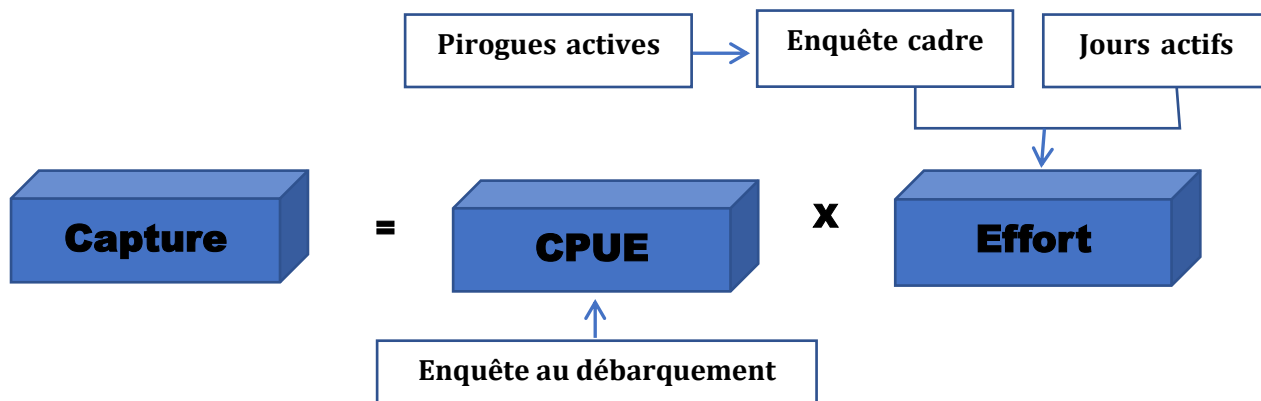 Pirogues actives
Enquête cadre
Jours actifs
Capture
=
CPUE
X
Effort
Enquête au débarquement